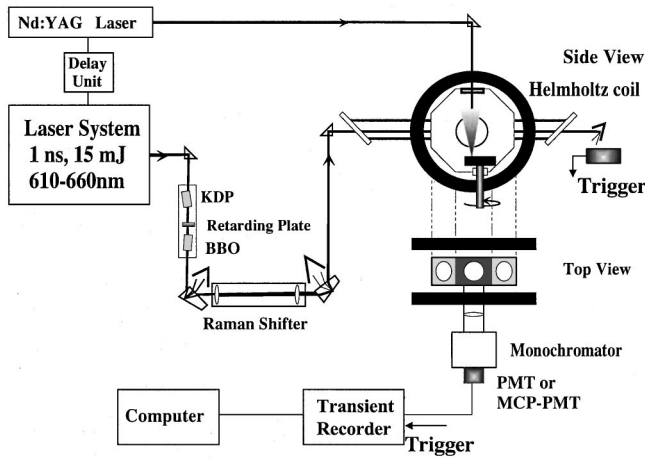 Nd:YAG Laser
Side View
Delay
Unit
Helmholtz coil
Laser System
1 ns, 15 mJ
610-660nm
Trigger
KDP
Retarding Plate
BBO
Top View
Raman Shifter
Monochromator
PMT or
MCP-PMT
Computer
Transient
Recorder
Trigger